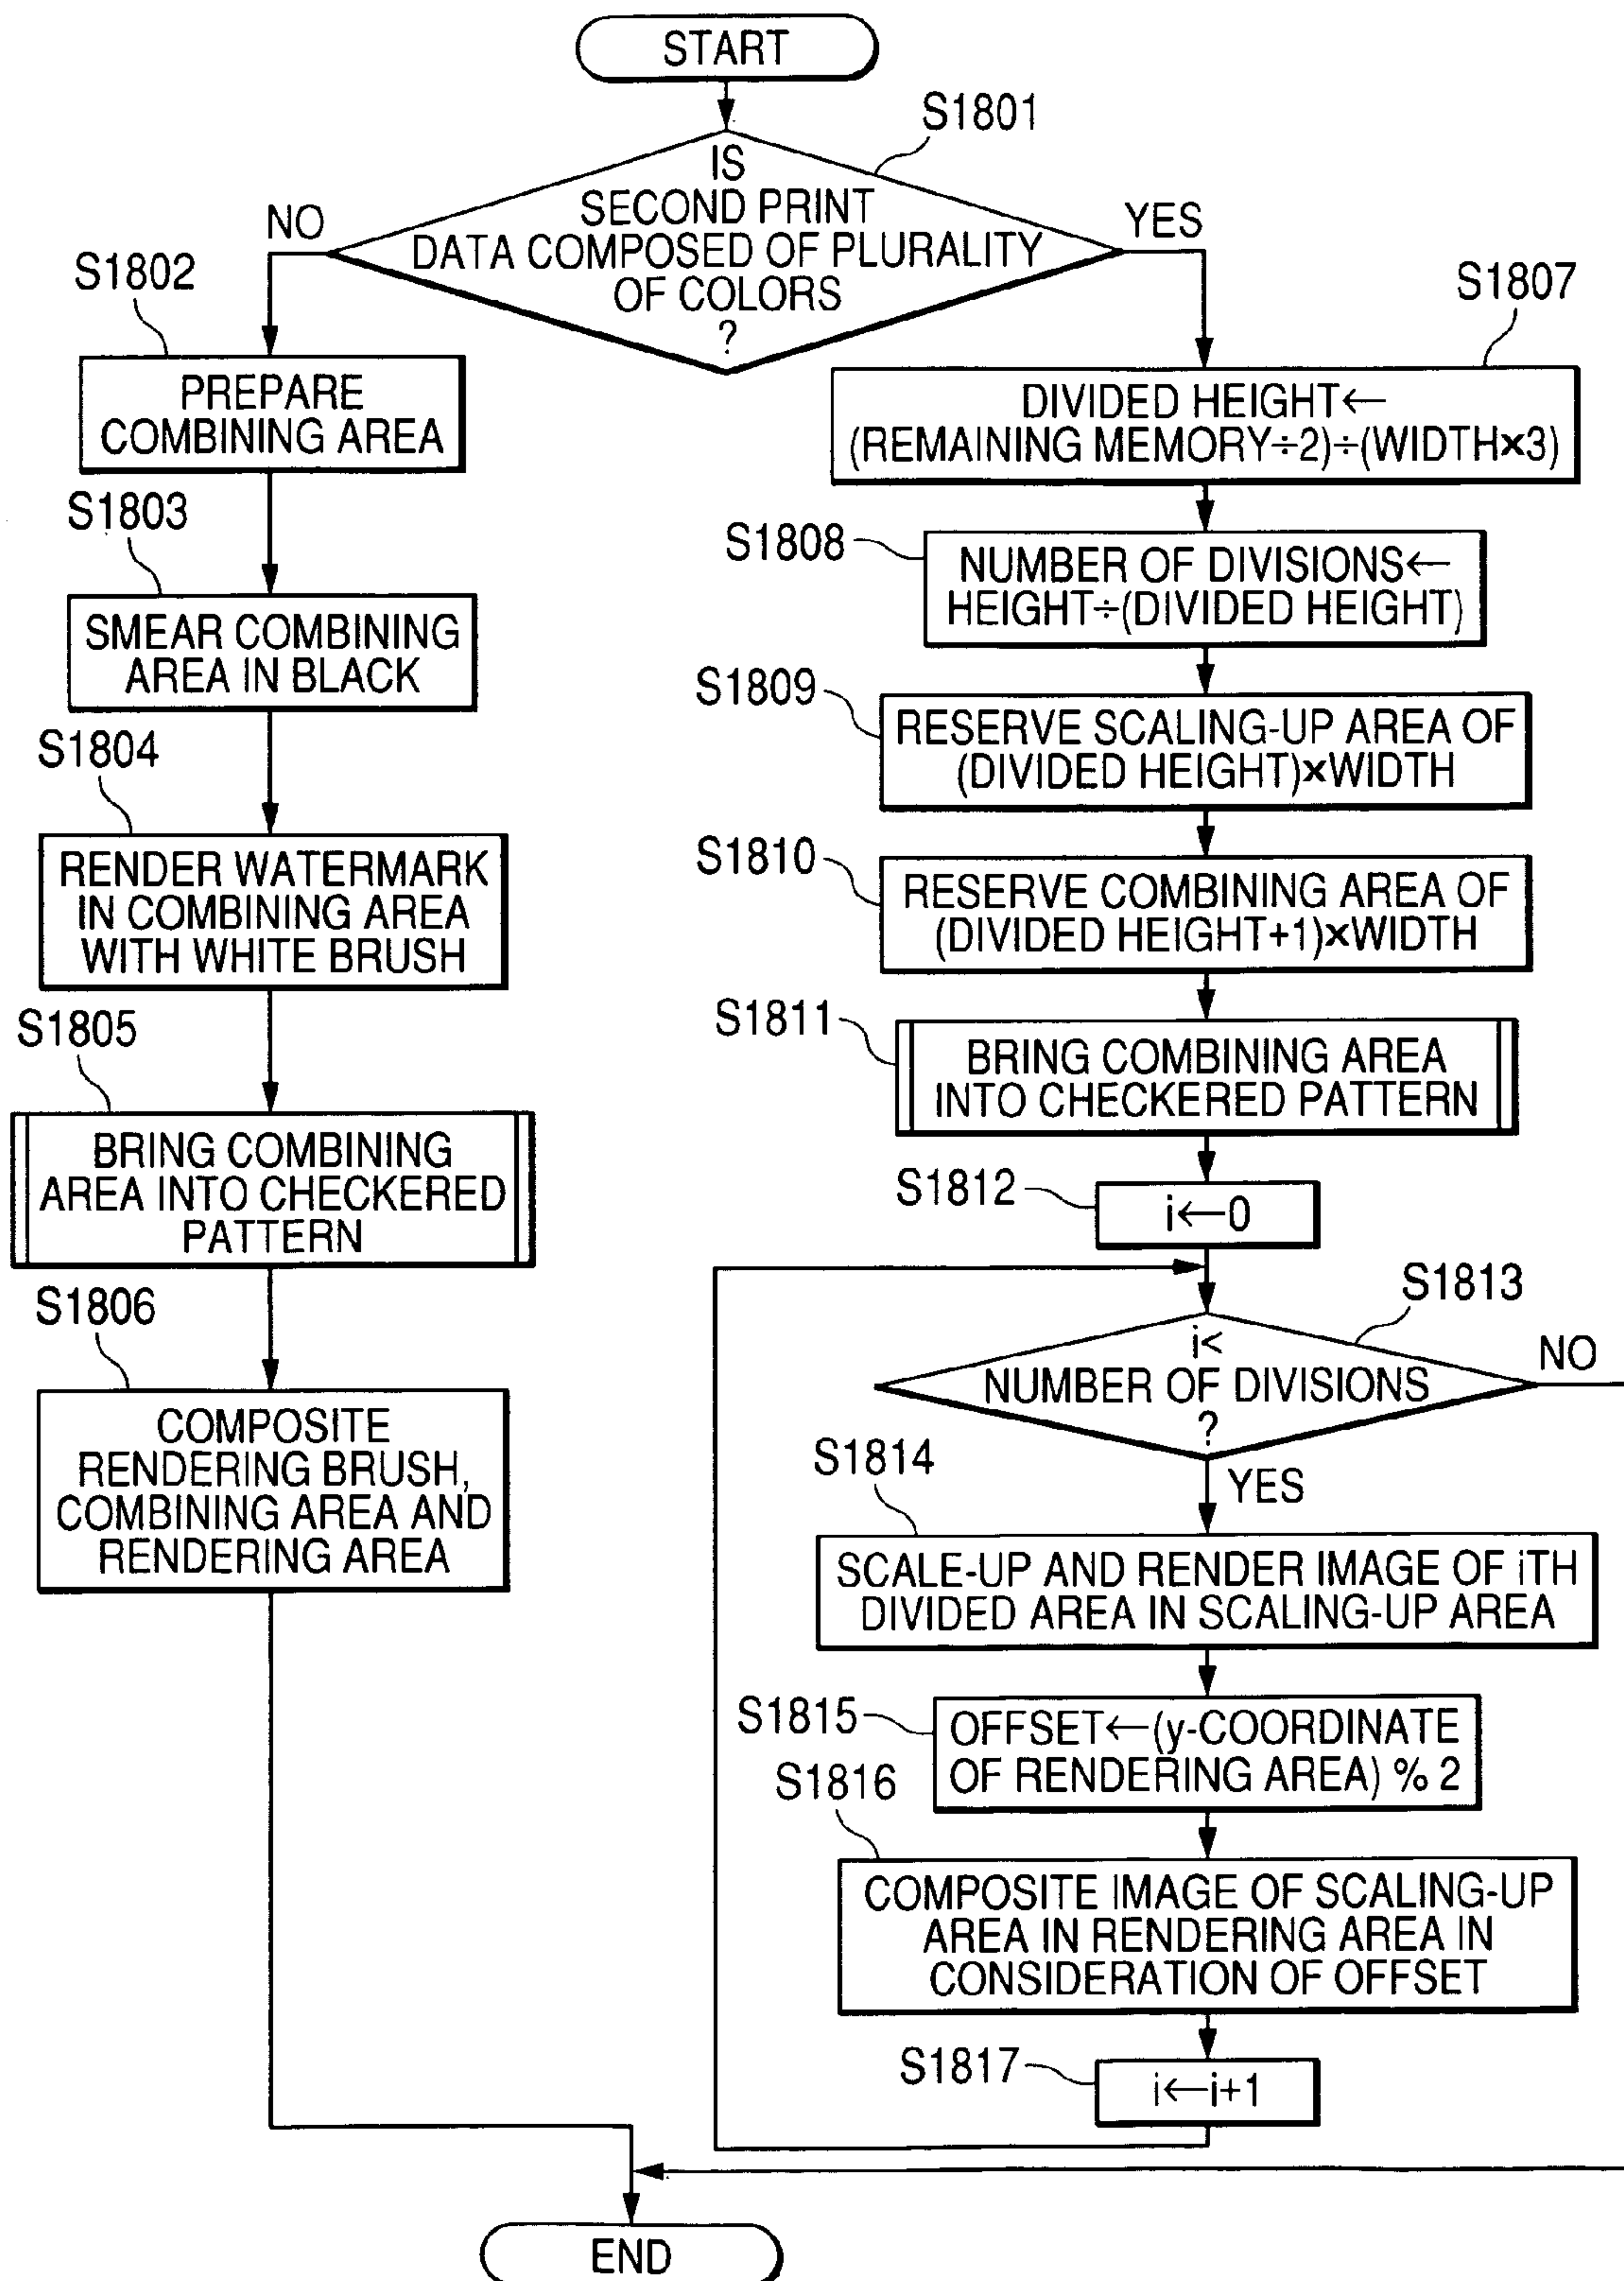 START
S1801
IS
SECOND PRINT
DATA COMPOSED OF PLURALITY
OF COLORS
?
NO
YES
S1802
PREPARE
COMBINING AREA
S1803
SMEAR COMBINING
AREA IN BLACK
S1804
RENDER WATERMARK
IN COMBINING AREA
WITH WHITE BRUSH
S1805
BRING COMBINING
AREA INTO CHECKERED
PATTERN
S1806
COMPOSITE
RENDERING BRUSH,
COMBINING AREA AND
RENDERING AREA
S1807
DIVIDED HEIGHT←
(REMAINING MEMORY÷2)÷(WIDTH×3)
S1808
NUMBER OF DIVISIONS←
HEIGHT÷(DIVIDED HEIGHT)
S1809
RESERVE SCALING-UP AREA OF
(DIVIDED HEIGHT)×WIDTH
S1810
RESERVE COMBINING AREA OF
(DIVIDED HEIGHT+1)×WIDTH
S1811
BRING COMBINING AREA
INTO CHECKERED PATTERN
S1812
i←0
S1813
i<
NUMBER OF DIVISIONS
?
NO
YES
S1814
SCALE-UP AND RENDER IMAGE OF iTH
DIVIDED AREA IN SCALING-UP AREA
S1815
OFFSET←(y-COORDINATE
OF RENDERING AREA) % 2
S1816
COMPOSITE IMAGE OF SCALING-UP
AREA IN RENDERING AREA IN
CONSIDERATION OF OFFSET
S1817
i←i+1
END